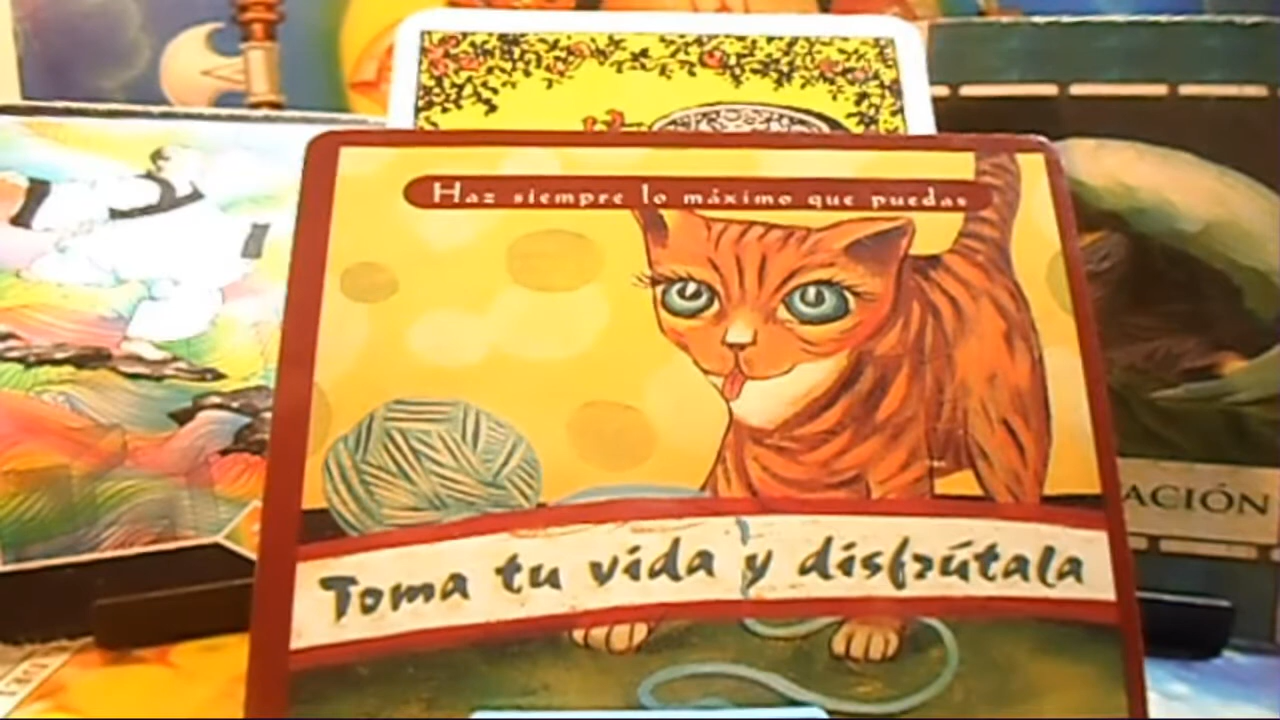 Haz siempre lo máximo que puedas
ACIÓN
Toma tu vida y disfrútala